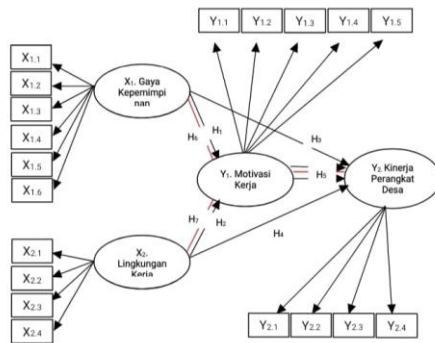 Y1.1 Y1.2 Y1.3 Y1.4 Y1.5
X1.1
X1.2
X1.3
X1.4
X1.5
X1.6
X1. Gaya
Kepemimpi
nan
H1
H6
H3
Y1. Motivasi
Kerja
H5
Y2. Kinerja
Perangkat
Desa
H7
H2
H4
X2.
Lingkungan
Kerja
X2.1
X2.2
X2.3
X2.4
Y2.1 Y2.2 Y2.3 Y2.4